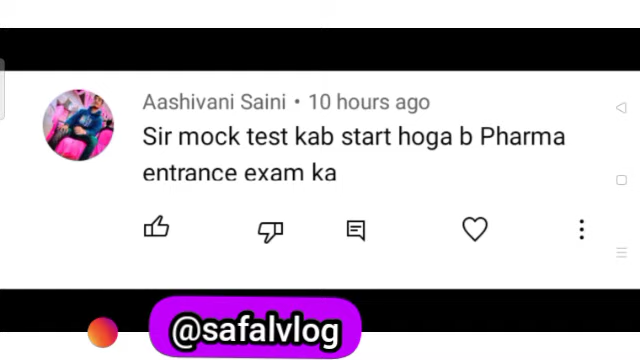 Aashivani Saini • 10 hours ago
Sir mock test kab start hoga b Pharma
entrance exam ka
@safalvlog